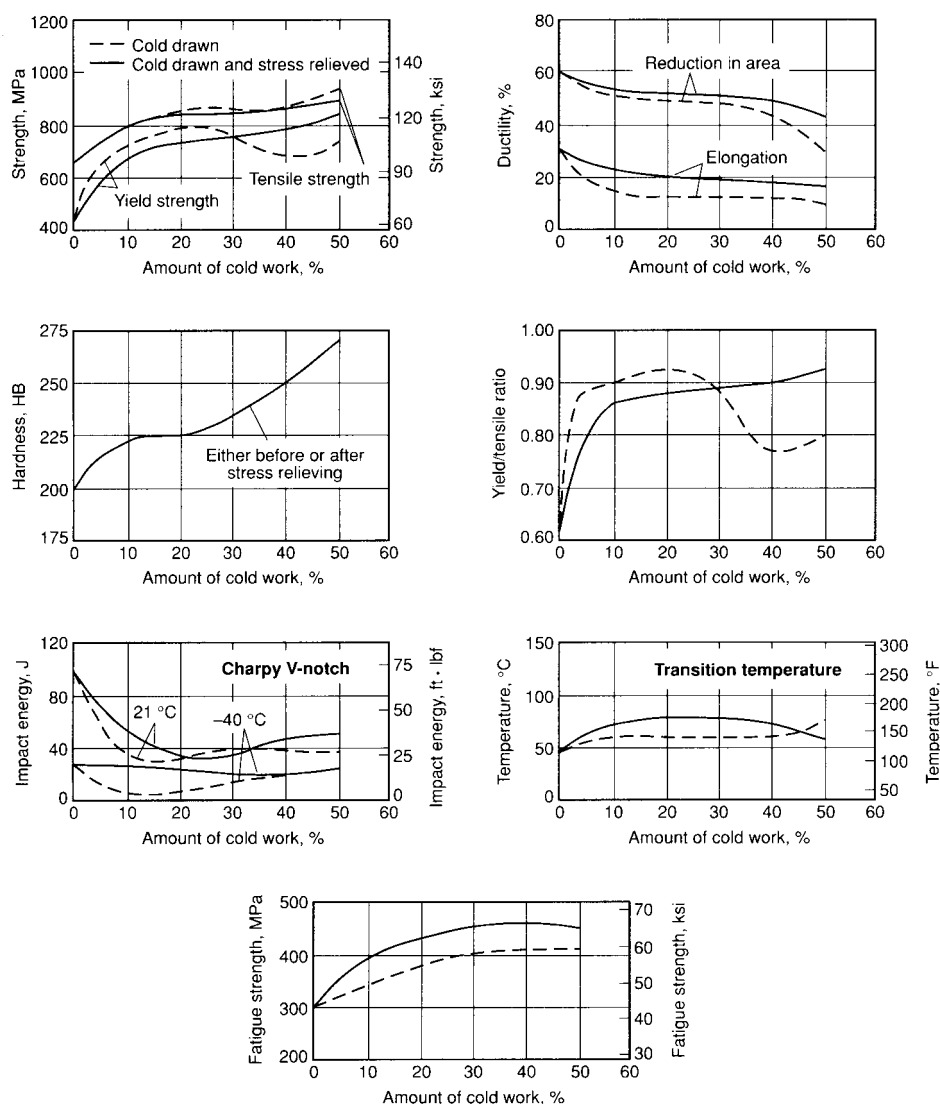 1200
1000
800
600
400
Strength, MPa
Cold drawn
Cold drawn and stress relieved
Yield strength
Tensile strength
140
120
90
60
Strength, ksi
0 10 20 30 40 50 60
Amount of cold work, %
80
60
40
20
0
Ductility, %
Reduction in area
Elongation
0 10 20 30 40 50 60
Amount of cold work, %
275
250
225
200
175
Hardness, HB
Either before or after
stress relieving
0 10 20 30 40 50 60
Amount of cold work, %
1.00
0.90
0.80
0.70
0.60
Yield/tensile ratio
0 10 20 30 40 50 60
Amount of cold work, %
120
80
40
0
Impact energy, J
Charpy V-notch
21 °C
–40 °C
75
50
25
0
Impact energy, ft · lbf
0 10 20 30 40 50 60
Amount of cold work, %
150
100
50
0
Temperature, °C
Transition temperature
300
250
200
150
100
50
Temperature, °F
0 10 20 30 40 50 60
Amount of cold work, %
500
400
300
200
Fatigue strength, MPa
70
60
50
40
30
Fatigue strength, ksi
0 10 20 30 40 50 60
Amount of cold work, %